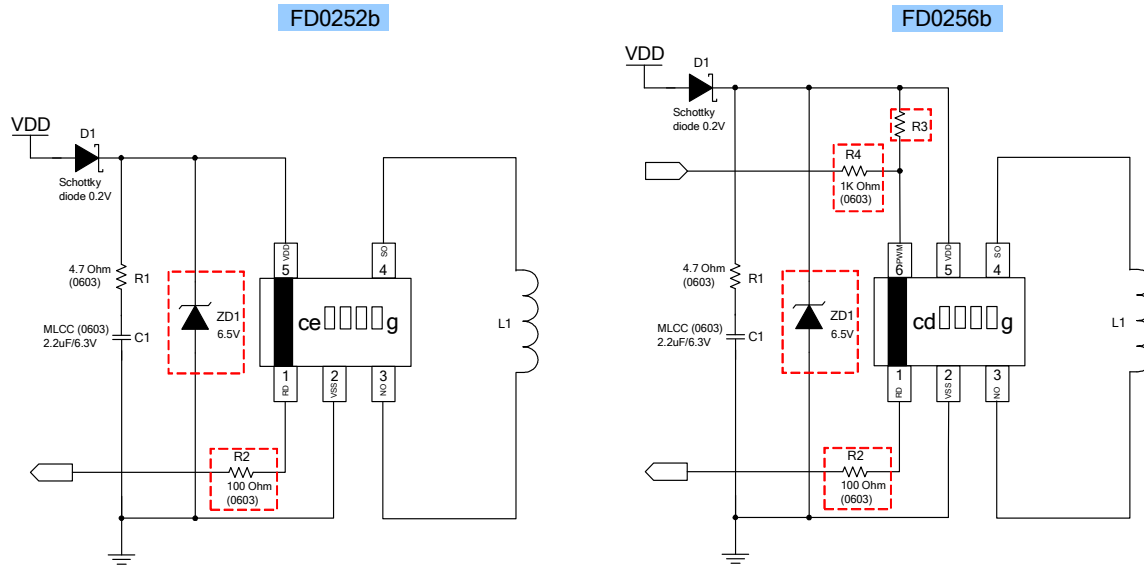 FD0252b
VDD
D1
Schottky
diode 0.2V
4.7 Ohm
(0603)
R1
MLCC (0603)
2.2uF/6.3V
C1
ZD1
6.5V
VDD
5
SO
4
ce▯▯▯▯g
1
RD
2
VSS
3
NO
L1
R2
100 Ohm
(0603)
FD0256b
VDD
D1
Schottky
diode 0.2V
R3
R4
1K Ohm
(0603)
4.7 Ohm
(0603)
R1
MLCC (0603)
2.2uF/6.3V
C1
ZD1
6.5V
PWM
6
VDD
5
SO
4
cd▯▯▯▯g
1
RD
2
VSS
3
NO
L1
R2
100 Ohm
(0603)